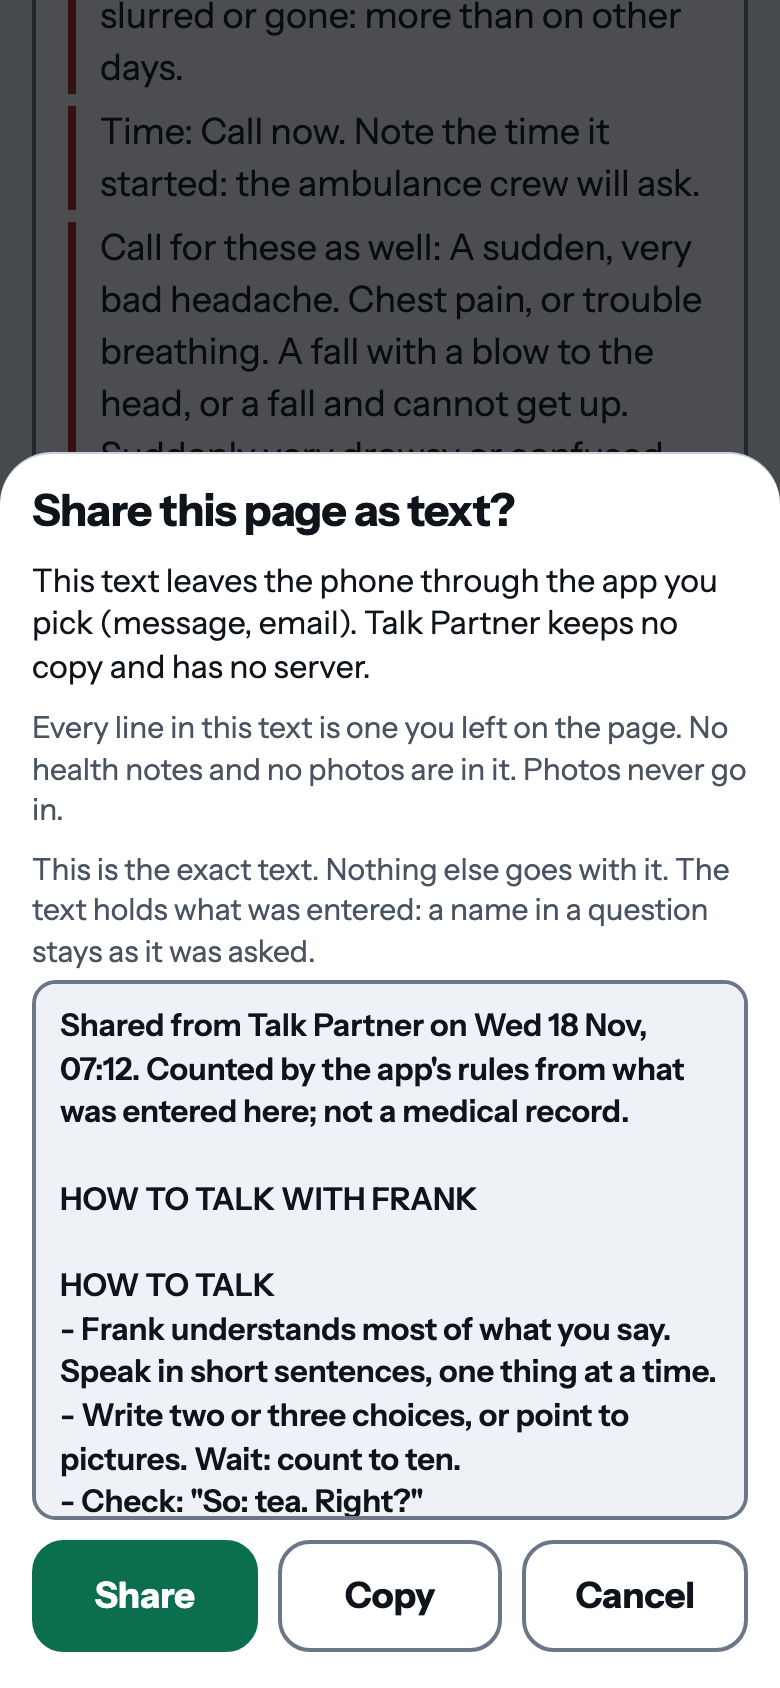 slurred or gone: more than on other
days.
Time: Call now. Note the time it
started: the ambulance crew will ask.
Call for these as well: A sudden, very
bad headache. Chest pain, or trouble
breathing. A fall with a blow to the
head, or a fall and cannot get up.
Suddenly very drowsy or confused
Share this page as text?
This text leaves the phone through the app you
pick (message, email). Talk Partner keeps no
copy and has no server.
Every line in this text is one you left on the page. No
health notes and no photos are in it. Photos never go
in.
This is the exact text. Nothing else goes with it. The
text holds what was entered: a name in a question
stays as it was asked.
Shared from Talk Partner on Wed 18 Nov,
07:12. Counted by the app's rules from what
was entered here; not a medical record.
HOW TO TALK WITH FRANK
HOW TO TALK
- Frank understands most of what you say.
Speak in short sentences, one thing at a time.
- Write two or three choices, or point to
pictures. Wait: count to ten.
- Check: "So: tea. Right?"
Share
Copy
Cancel